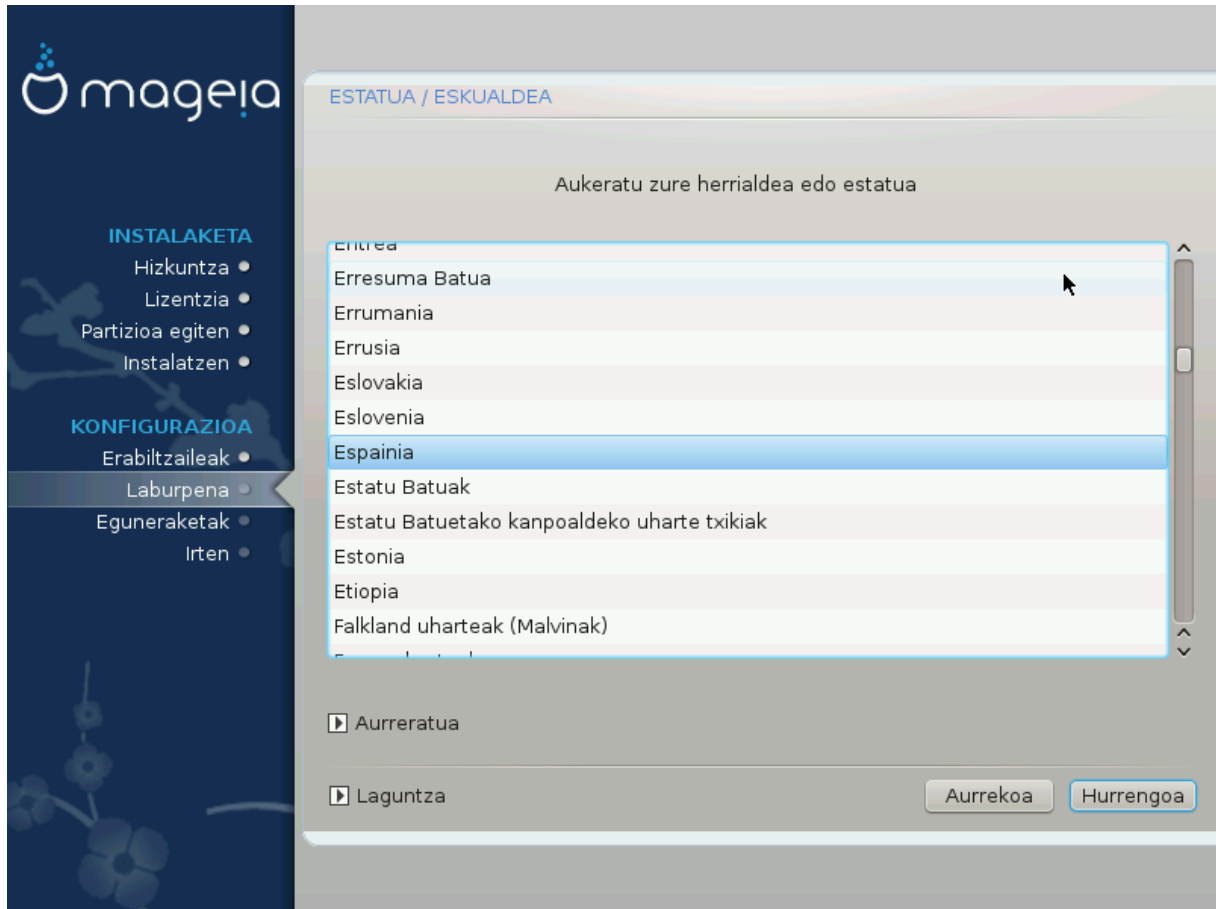 mageia
ESTATUA / ESKUALDEA
Aukeratu zure herrialdea edo estatua
INSTALAKETA
Hizkuntza
Lizentzia
Partizioa egiten
Instalatzen
KONFIGURAZIOA
Erabiltzaileak
Laburpena
Eguneraketak
Irten
Eritrea
Erresuma Batua
Errumania
Errusia
Eslovakia
Eslovenia
Espainia
Estatu Batuak
Estatu Batuetako kanpoaldeko uharte txikiak
Estonia
Etiopia
Falkland uharteak (Malvinak)
Aurreratua
Laguntza
Aurrekoa
Hurrengoa